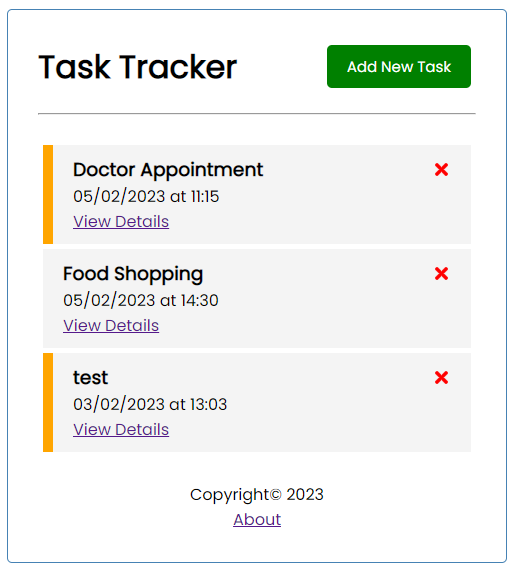 Task Tracker
Add New Task
Doctor Appointment
05/02/2023 at 11:15
View Details
Food Shopping
05/02/2023 at 14:30
View Details
test
03/02/2023 at 13:03
View Details
Copyright© 2023
About